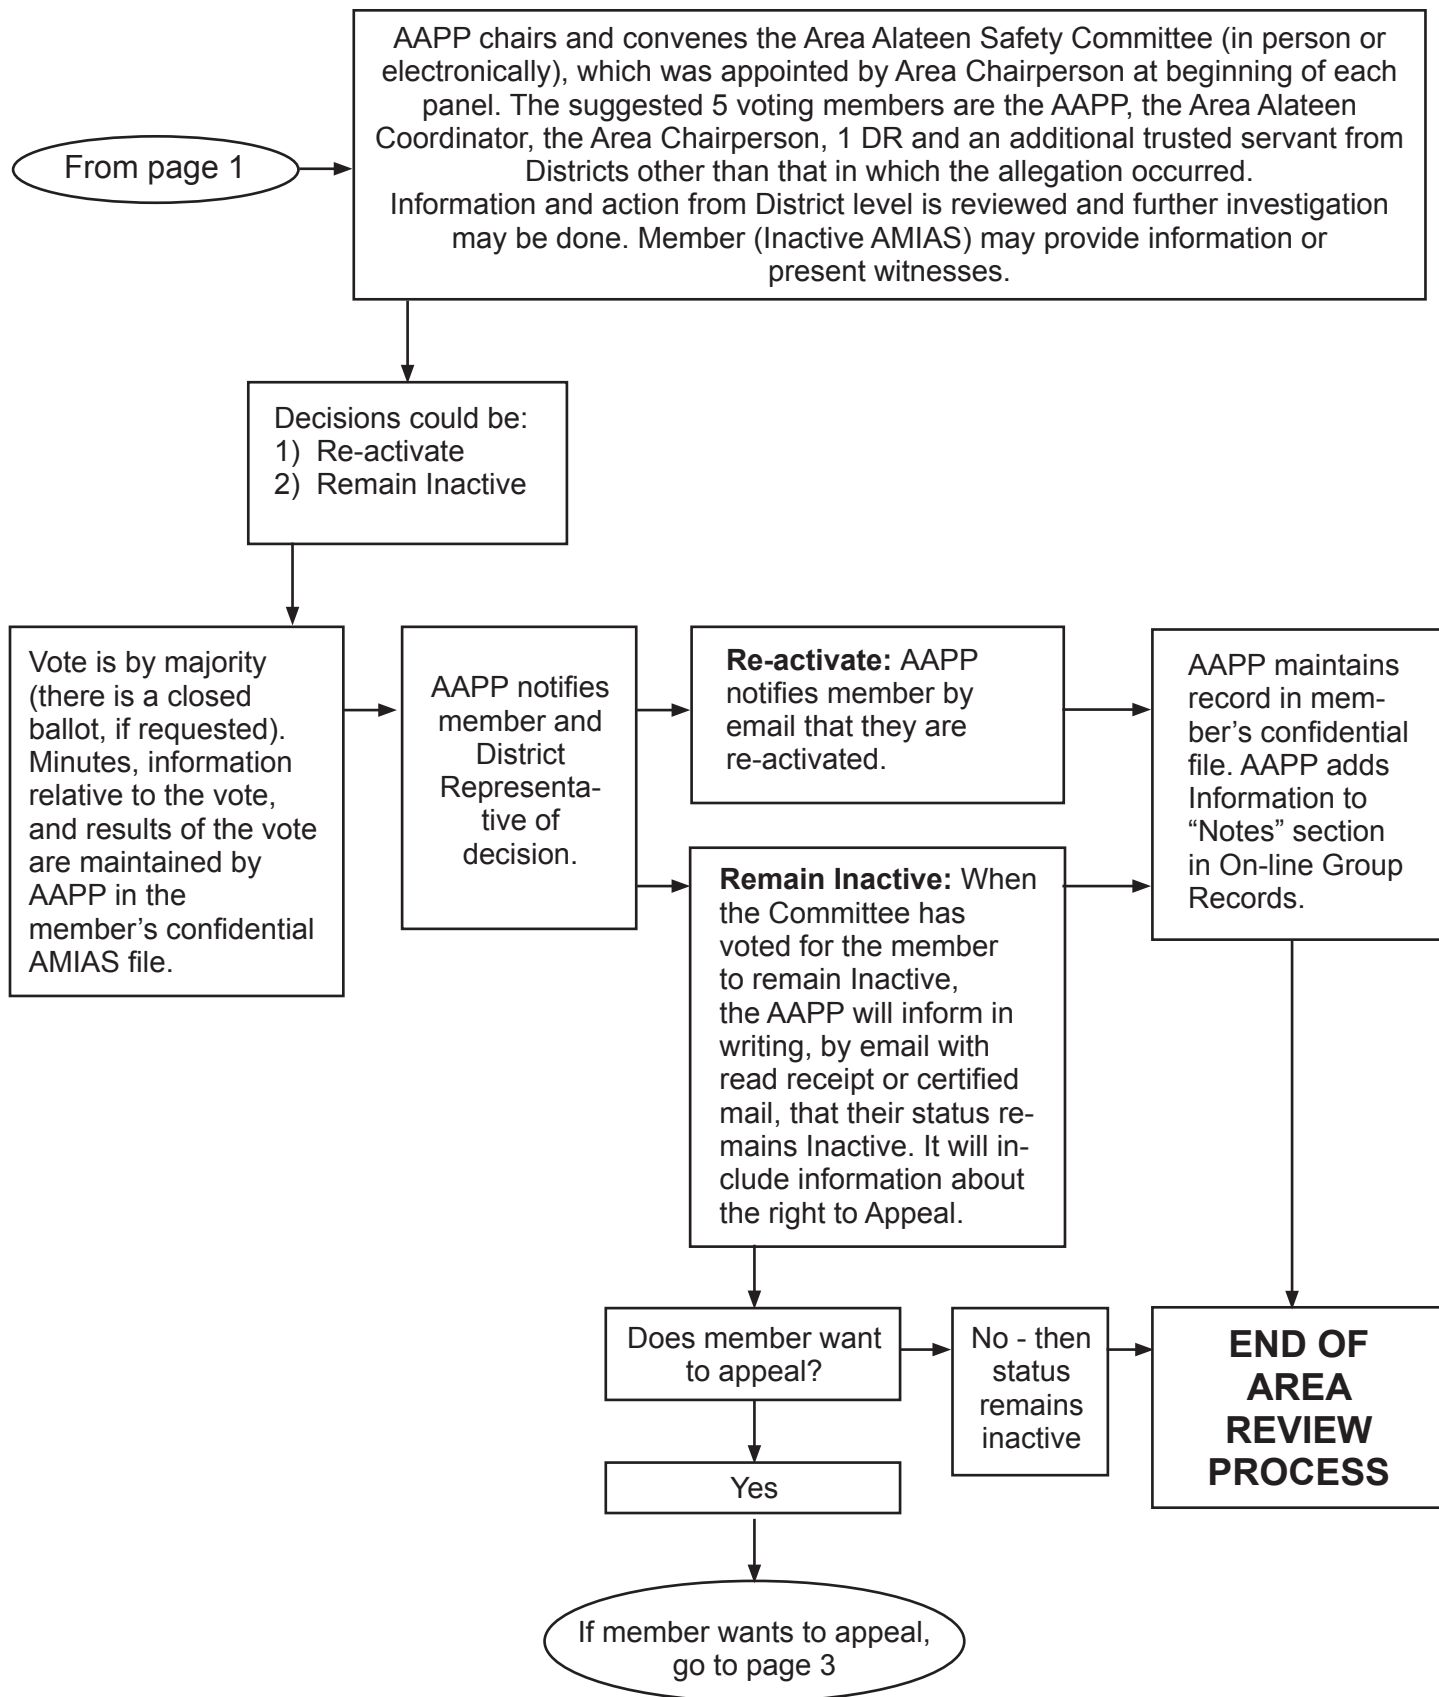 AAPP chairs and convenes the Area Alateen Safety Committee (in person or
electronically), which was appointed by Area Chairperson at beginning of each
panel. The suggested 5 voting members are the AAPP, the Area Alateen
Coordinator, the Area Chairperson, 1 DR and an additional trusted servant from
Districts other than that in which the allegation occurred.
Information and action from District level is reviewed and further investigation
may be done. Member (Inactive AMIAS) may provide information or
present witnesses.
From page 1
Decisions could be:
1) Re-activate
2) Remain Inactive
Vote is by majority
(there is a closed
ballot, if requested).
Minutes, information
relative to the vote,
and results of the vote
are maintained by
AAPP in the
member’s confidential
AMIAS file.
AAPP notifies
member and
District
Representa-
tive of
decision.
Re-activate: AAPP
notifies member by
email that they are
re-activated.
Remain Inactive: When
the Committee has
voted for the member
to remain Inactive,
the AAPP will inform in
writing, by email with
read receipt or certified
mail, that their status re-
mains Inactive. It will in-
clude information about
the right to Appeal.
AAPP maintains
record in mem-
ber’s confidential
file. AAPP adds
Information to
“Notes” section
in On-line Group
Records.
Does member want
to appeal?
No - then
status
remains
inactive
END OF
AREA
REVIEW
PROCESS
Yes
If member wants to appeal,
go to page 3